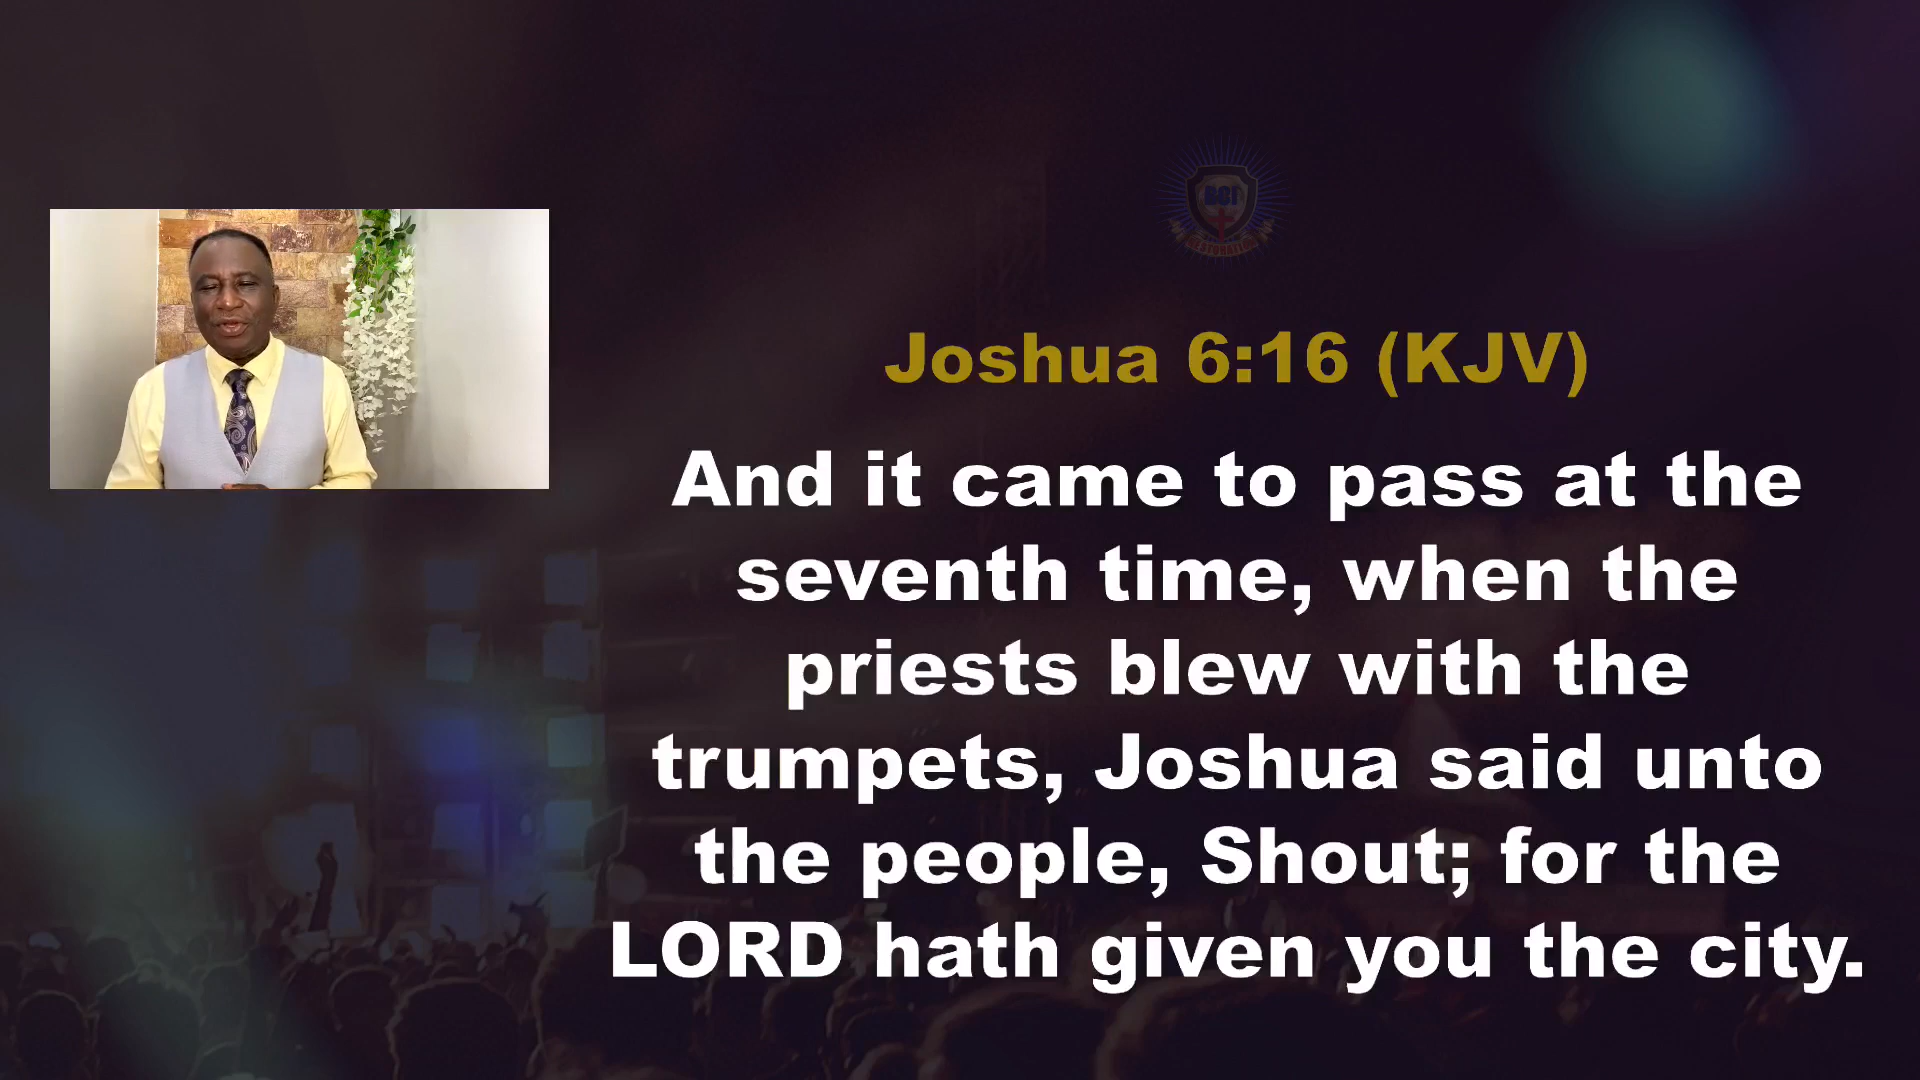 RESTORATION
Joshua 6:16 (KJV)
And it came to pass at the
seventh time, when the
priests blew with the
trumpets, Joshua said unto
the people, Shout; for the
LORD hath given you the city.